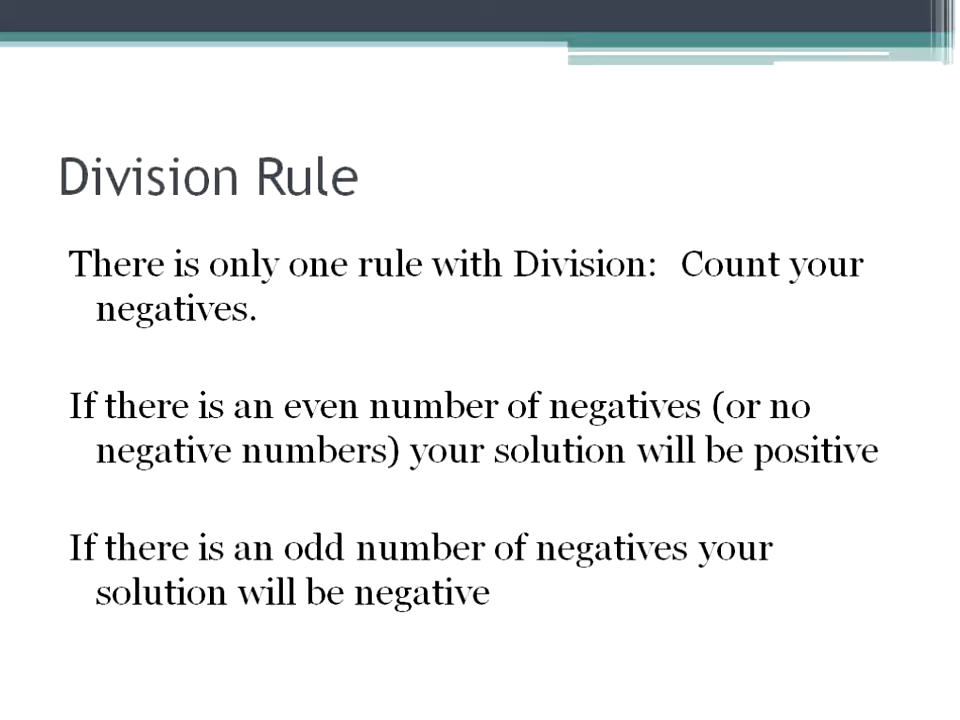 Division Rule
There is only one rule with Division:  Count your
negatives.
If there is an even number of negatives (or no
negative numbers) your solution will be positive
If there is an odd number of negatives your
solution will be negative